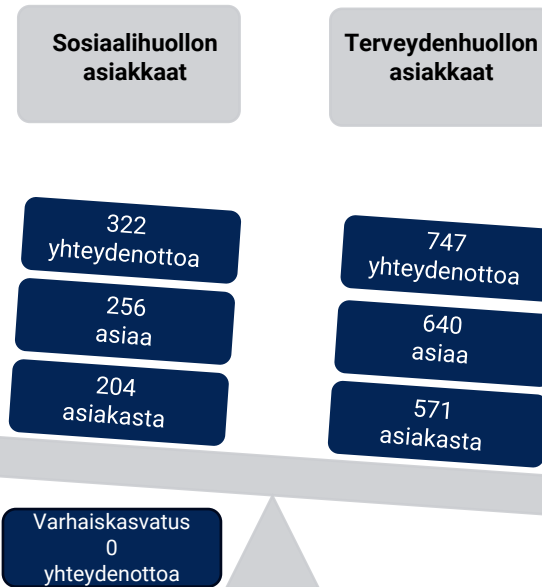 Sosiaalihuollon
asiakkaat
Terveydenhuollon
asiakkaat
322
yhteydenottoa
256
asiaa
204
asiakasta
747
yhteydenottoa
640
asiaa
571
asiakasta
Varhaiskasvatus
0
yhteydenottoa